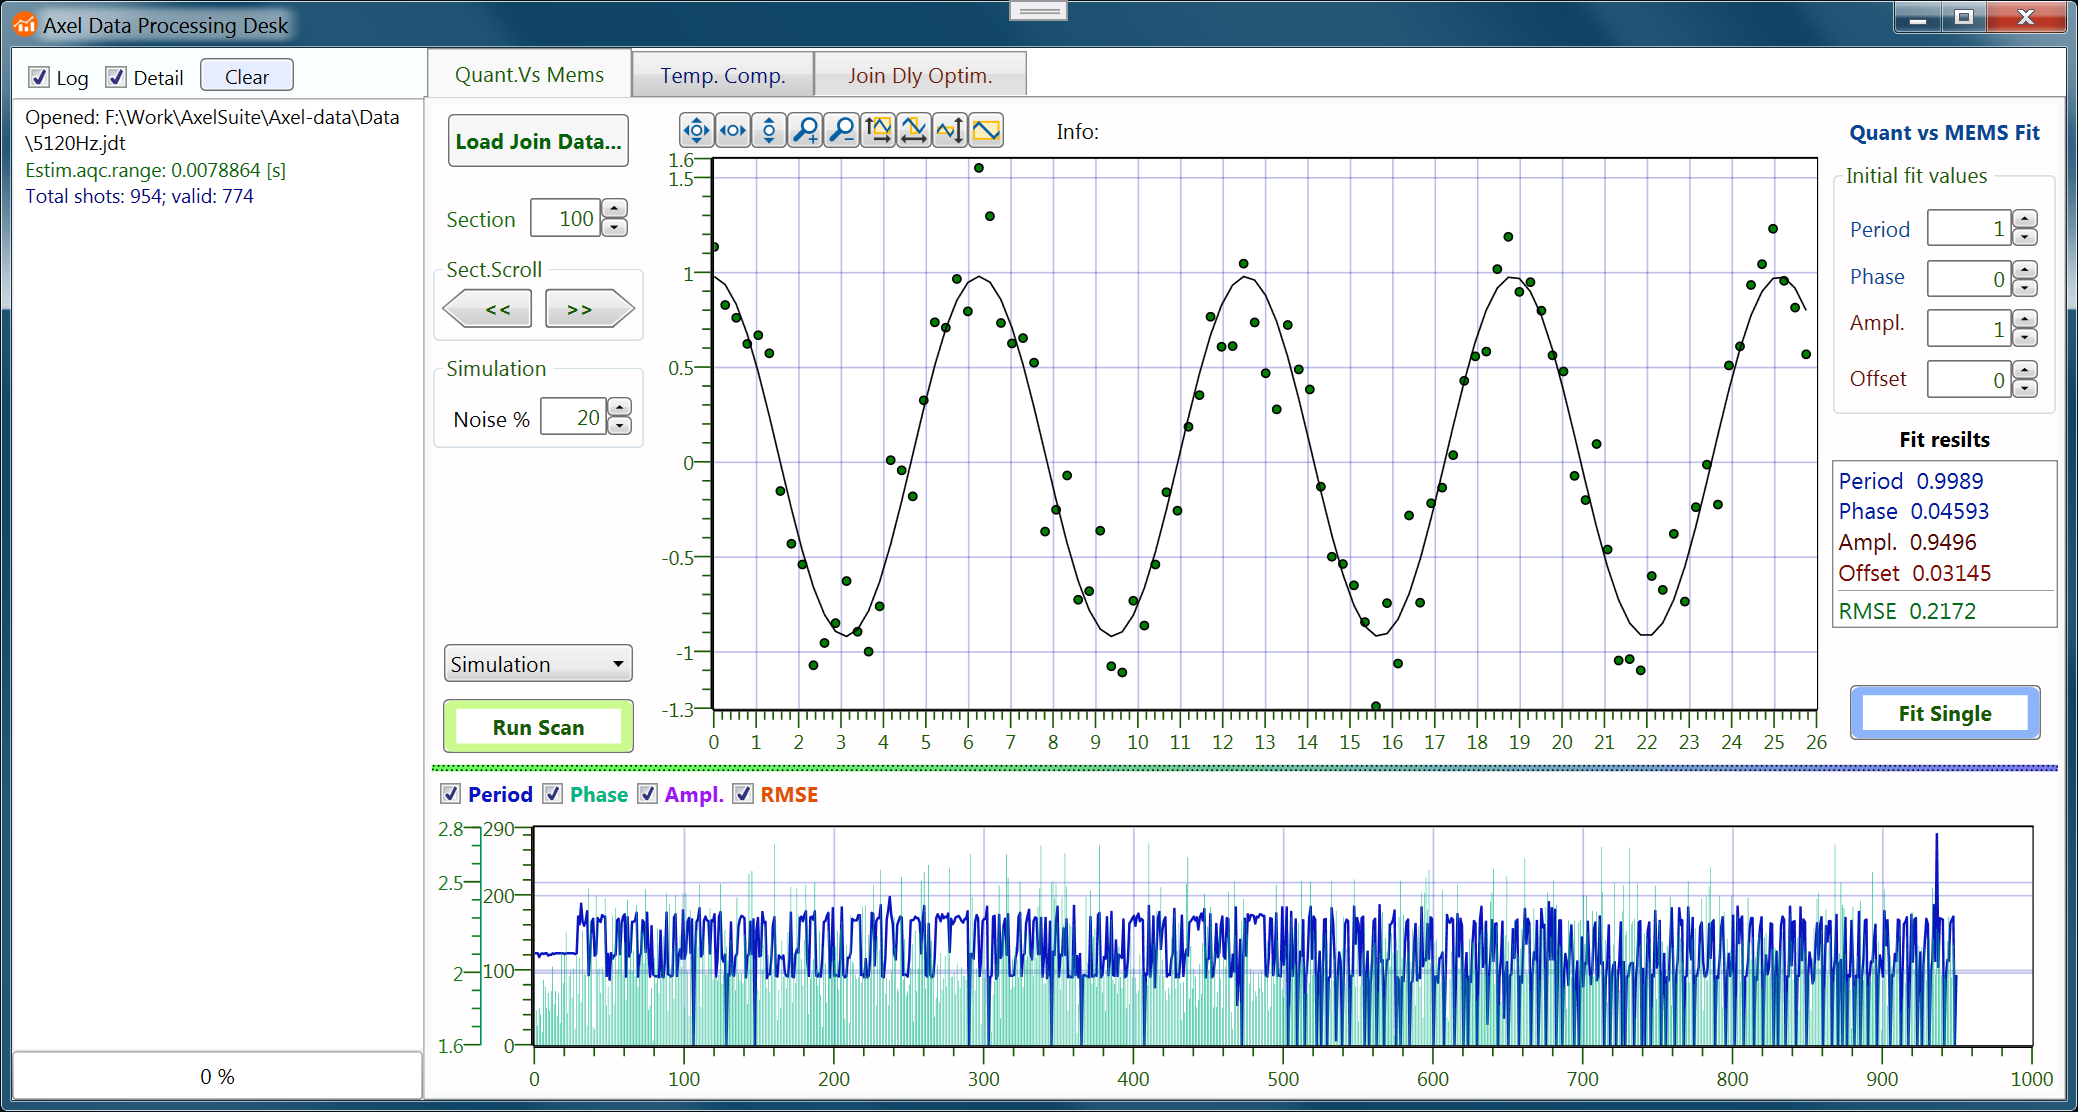 Axel Data Processing Desk
Log Detail Clear
Opened: F:\Work\AxelSuite\Axel-data\Data
\5120Hz.jdt
Estim.aqc.range: 0.0078864 [s]
Total shots: 954; valid: 774
0 %
Quant.Vs Mems Temp. Comp. Join Dly Optim.
Load Join Data...
Section 100
Sect.Scroll
<< >>
Simulation
Noise % 20
Simulation
Run Scan
Info:
1.6
1.5
1
0.5
0
-0.5
-1
-1.3
0 1 2 3 4 5 6 7 8 9 10 11 12 13 14 15 16 17 18 19 20 21 22 23 24 25 26
Quant vs MEMS Fit
Initial fit values
Period 1
Phase 0
Ampl. 1
Offset 0
Fit resilts
Period 0.9989
Phase 0.04593
Ampl. 0.9496
Offset 0.03145
RMSE 0.2172
Fit Single
Period Phase Ampl. RMSE
2.8 290
2.5 200
2 100
1.6 0
0 100 200 300 400 500 600 700 800 900 1000